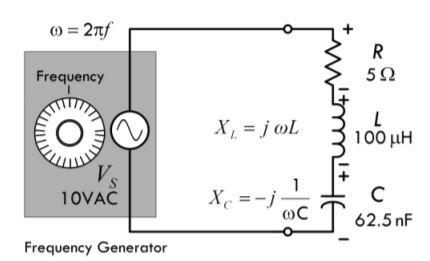 ω = 2πf
+
R
5 Ω
Frequency
-
+
L
100 μH
X_L = j ωL
-
+
V_S
10VAC
X_C = -j 1/ωC
C
62.5 nF
-
Frequency Generator